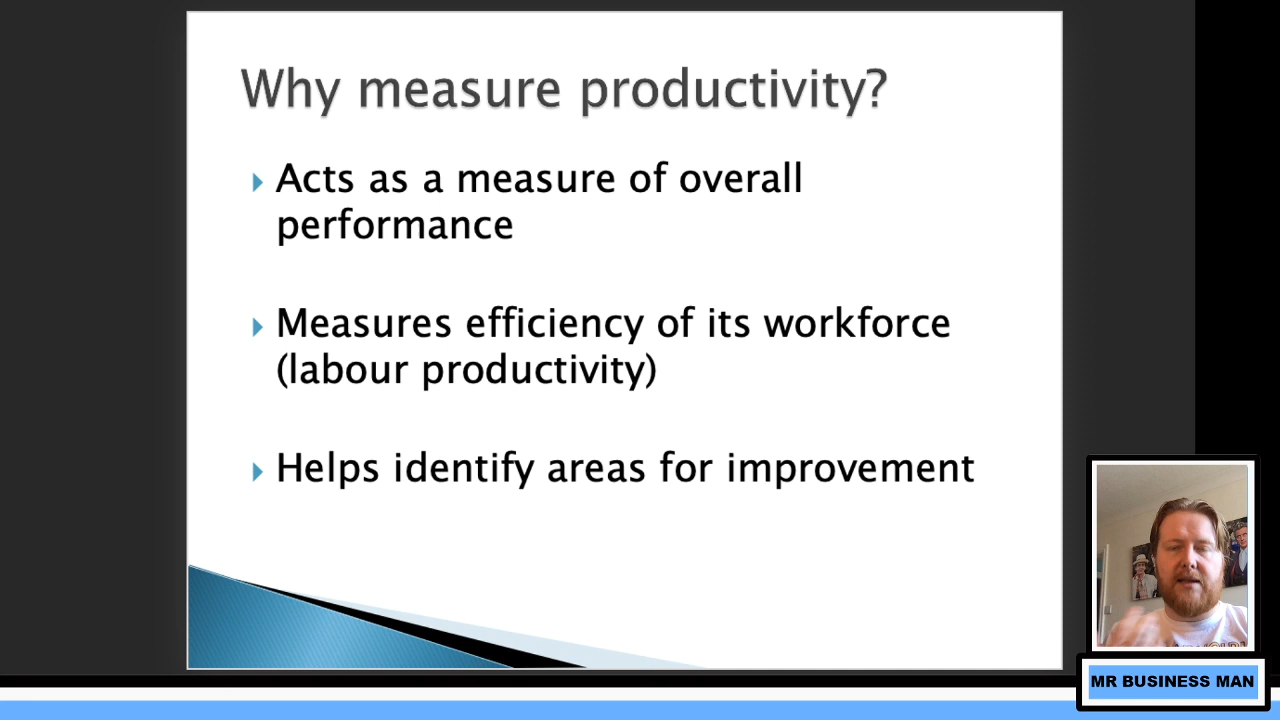 Why measure productivity?
Acts as a measure of overall
performance
Measures efficiency of its workforce
(labour productivity)
Helps identify areas for improvement
MR BUSINESS MAN